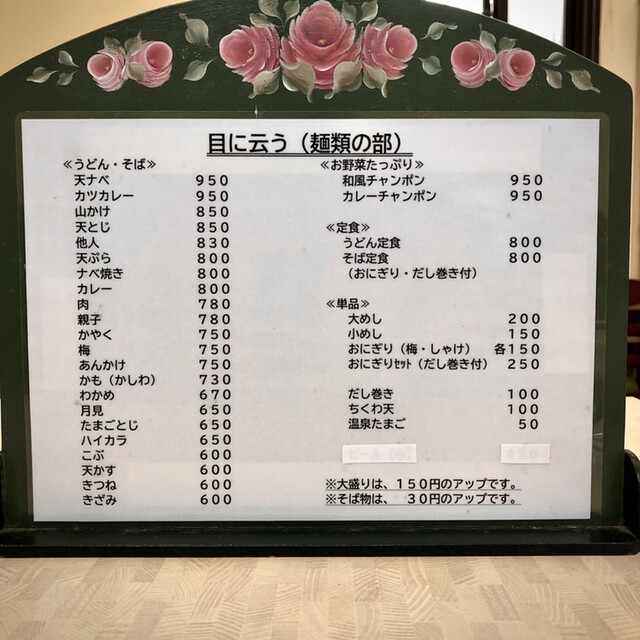 目に云う（麺類の部）
≪うどん・そば≫
天ナベ 950
カツカレー 950
山かけ 850
天とじ 850
他人 830
天ぷら 800
ナベ焼き 800
カレー 800
肉 780
親子 780
かやく 750
梅 750
あんかけ 750
かも（かしわ） 730
わかめ 670
月見 650
たまごとじ 650
ハイカラ 650
こぶ 600
天かす 600
きつね 600
きざみ 600
≪お野菜たっぷり≫
和風チャンポン 950
カレーチャンポン 950
≪定食≫
うどん定食 800
そば定食 800
（おにぎり・だし巻き付）
≪単品≫
大めし 200
小めし 150
おにぎり（梅・しゃけ） 各150
おにぎりｾｯﾄ（だし巻き付） 250
だし巻き 100
ちくわ天 100
温泉たまご 50
※大盛りは、150円のアップです。
※そば物は、 30円のアップです。